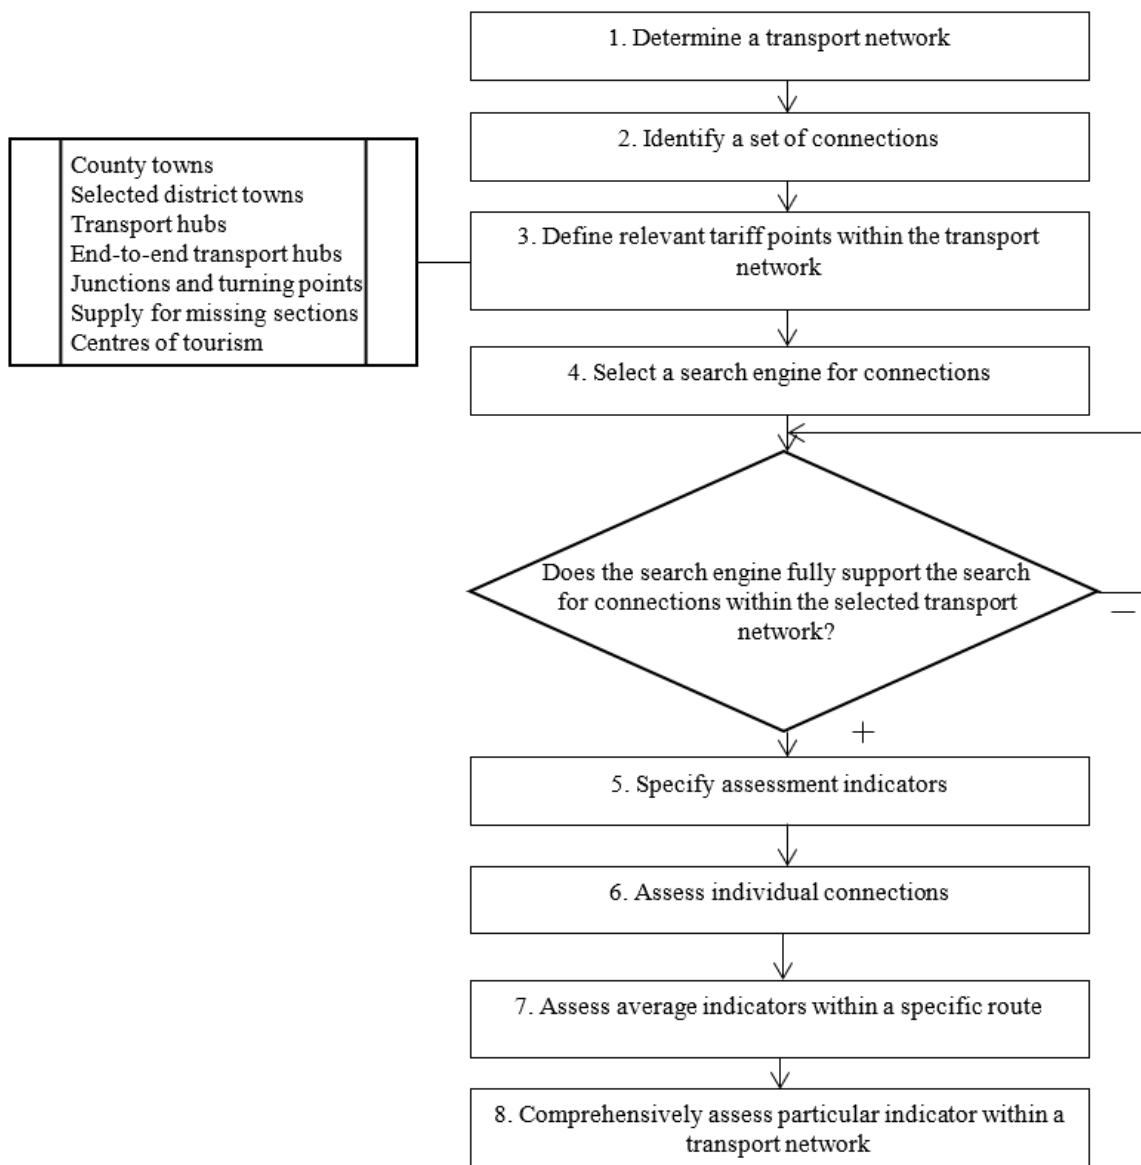 1. Determine a transport network
2. Identify a set of connections
County towns
Selected district towns
Transport hubs
End-to-end transport hubs
Junctions and turning points
Supply for missing sections
Centres of tourism
3. Define relevant tariff points within the transport
network
4. Select a search engine for connections
Does the search engine fully support the search
for connections within the selected transport
network?
—
+
5. Specify assessment indicators
6. Assess individual connections
7. Assess average indicators within a specific route
8. Comprehensively assess particular indicator within a
transport network